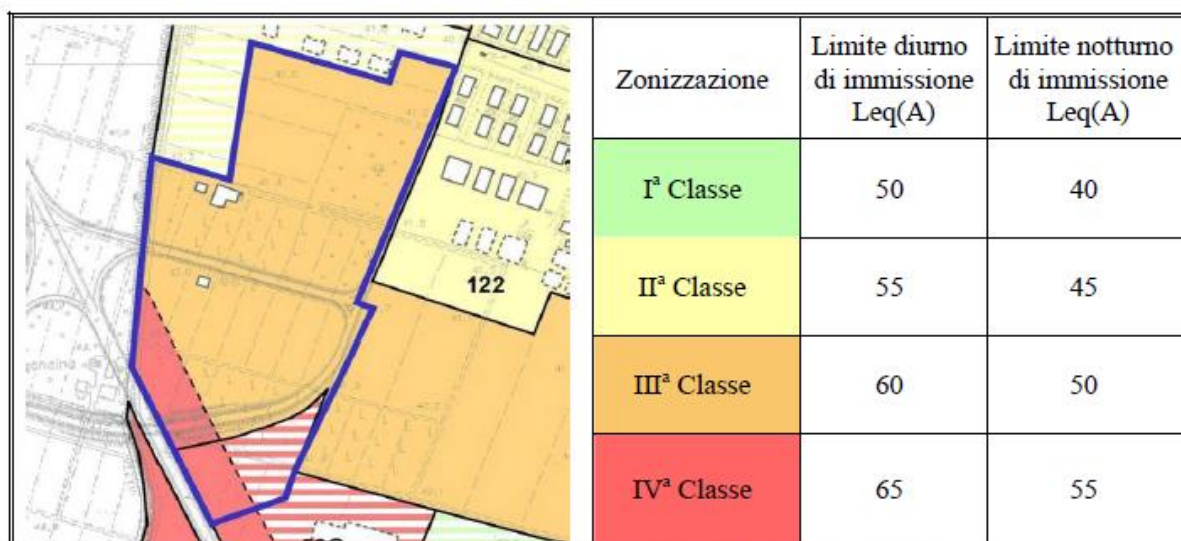 122
Zonizzazione
Limite diurno
di immissione
Leq(A)
Limite notturno
di immissione
Leq(A)
Iª Classe
50
40
IIª Classe
55
45
IIIª Classe
60
50
IVª Classe
65
55